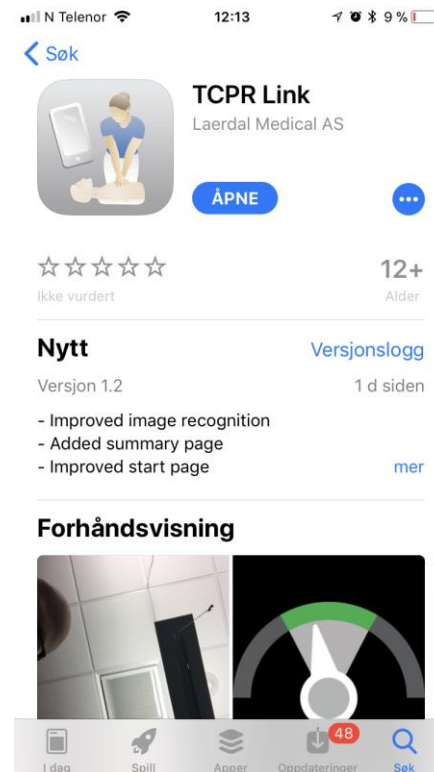 N Telenor 12:13 9 %
Søk
TCPR Link
Laerdal Medical AS
ÅPNE
12+
Ikke vurdert Alder
Nytt Versjonslogg
Versjon 1.2 1 d siden
- Improved image recognition
- Added summary page
- Improved start page mer
Forhåndsvisning
48
I dag Spill Apper Oppdateringer Søk